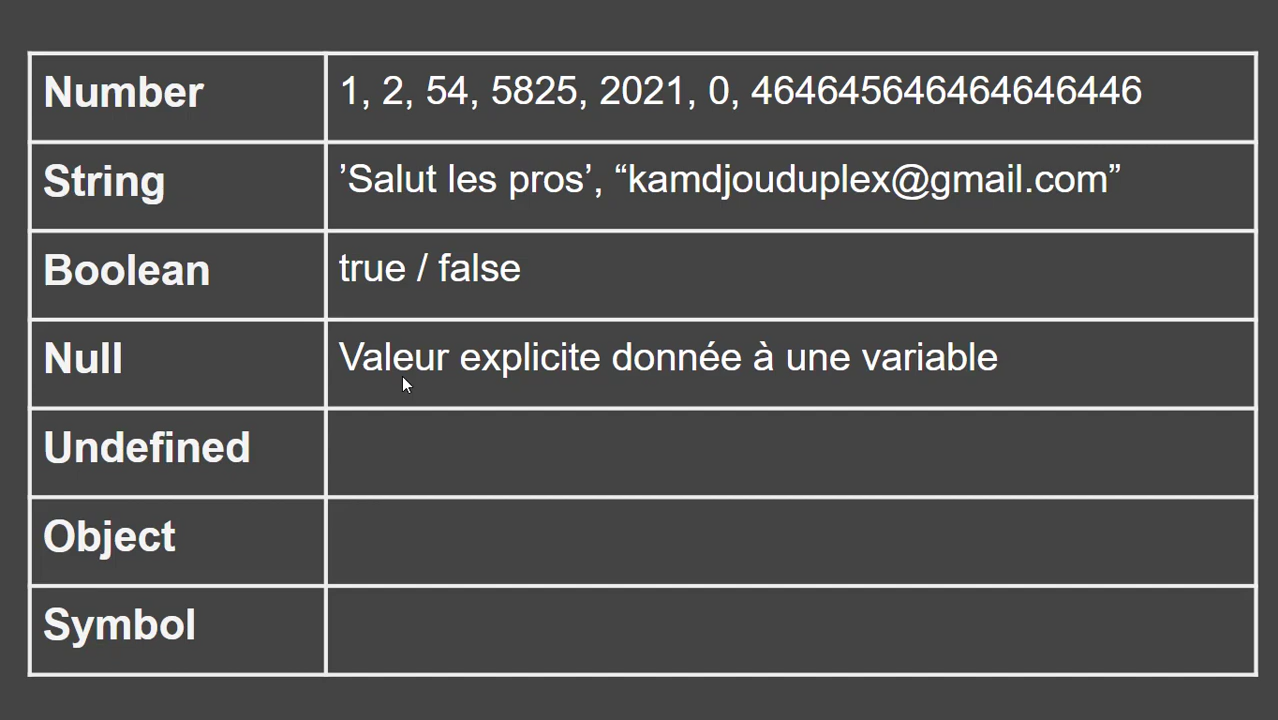 Number
1, 2, 54, 5825, 2021, 0, 464645646464646446
String
’Salut les pros’, “kamdjouduplex@gmail.com”
Boolean
true / false
Null
Valeur explicite donnée à une variable
Undefined
Object
Symbol